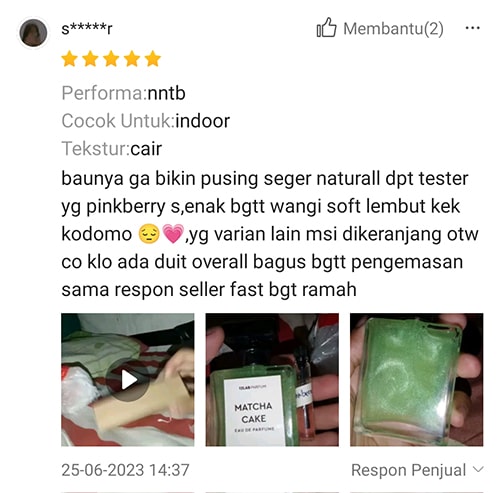 s*****r
Membantu(2)
Performa:nntb
Cocok Untuk:indoor
Tekstur:cair
baunya ga bikin pusing seger naturall dpt tester
yg pinkberry s,enak bgtt wangi soft lembut kek
kodomo 😔💗,yg varian lain msi dikeranjang otw
co klo ada duit overall bagus bgtt pengemasan
sama respon seller fast bgt ramah
MATCHA
CAKE
EAU DE PARFUME
25-06-2023 14:37
Respon Penjual